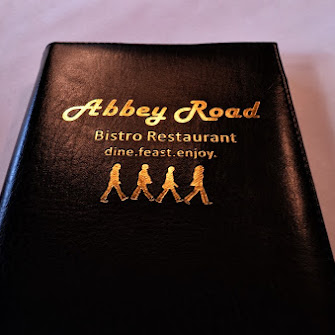 Abbey Road
Bistro Restaurant
dine.feast.enjoy.